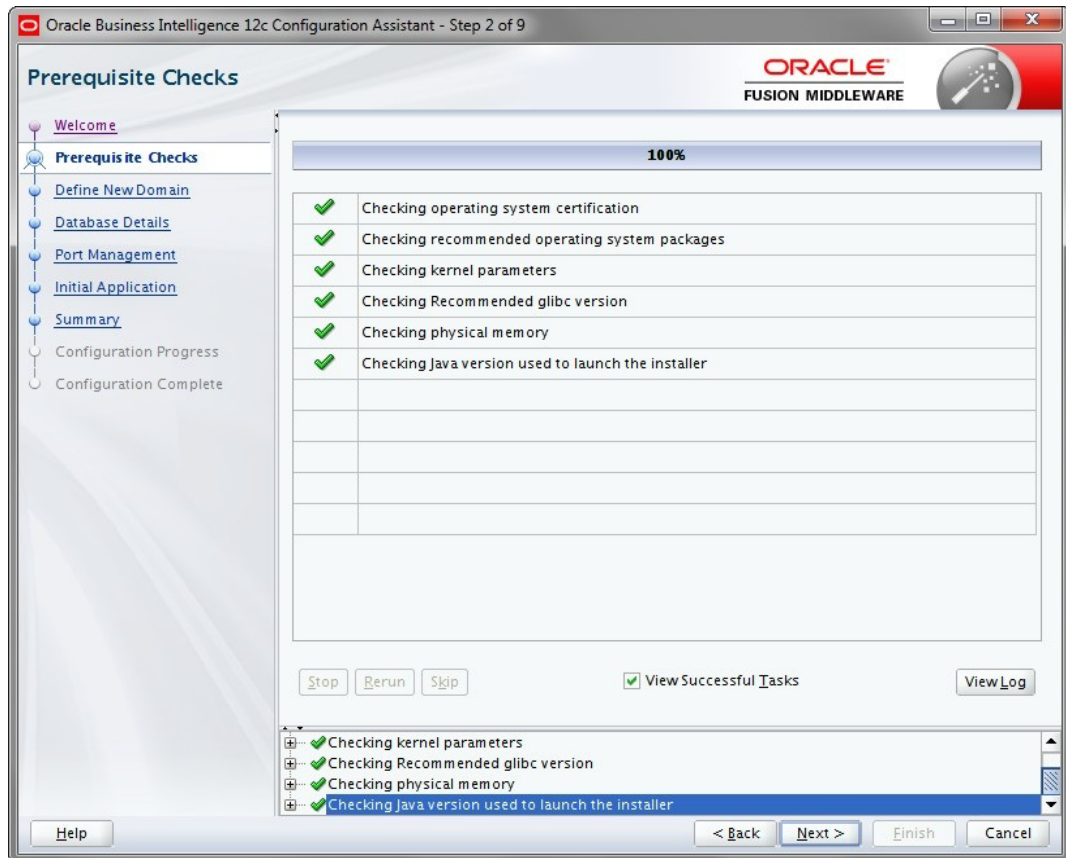 Oracle Business Intelligence 12c Configuration Assistant - Step 2 of 9
Prerequisite Checks
ORACLE
FUSION MIDDLEWARE
Welcome
Prerequisite Checks
Define New Domain
Database Details
Port Management
Initial Application
Summary
Configuration Progress
Configuration Complete
100%
Checking operating system certification
Checking recommended operating system packages
Checking kernel parameters
Checking Recommended glibc version
Checking physical memory
Checking Java version used to launch the installer
Stop Rerun Skip View Successful Tasks View Log
Checking kernel parameters
Checking Recommended glibc version
Checking physical memory
Checking Java version used to launch the installer
Help < Back Next > Finish Cancel